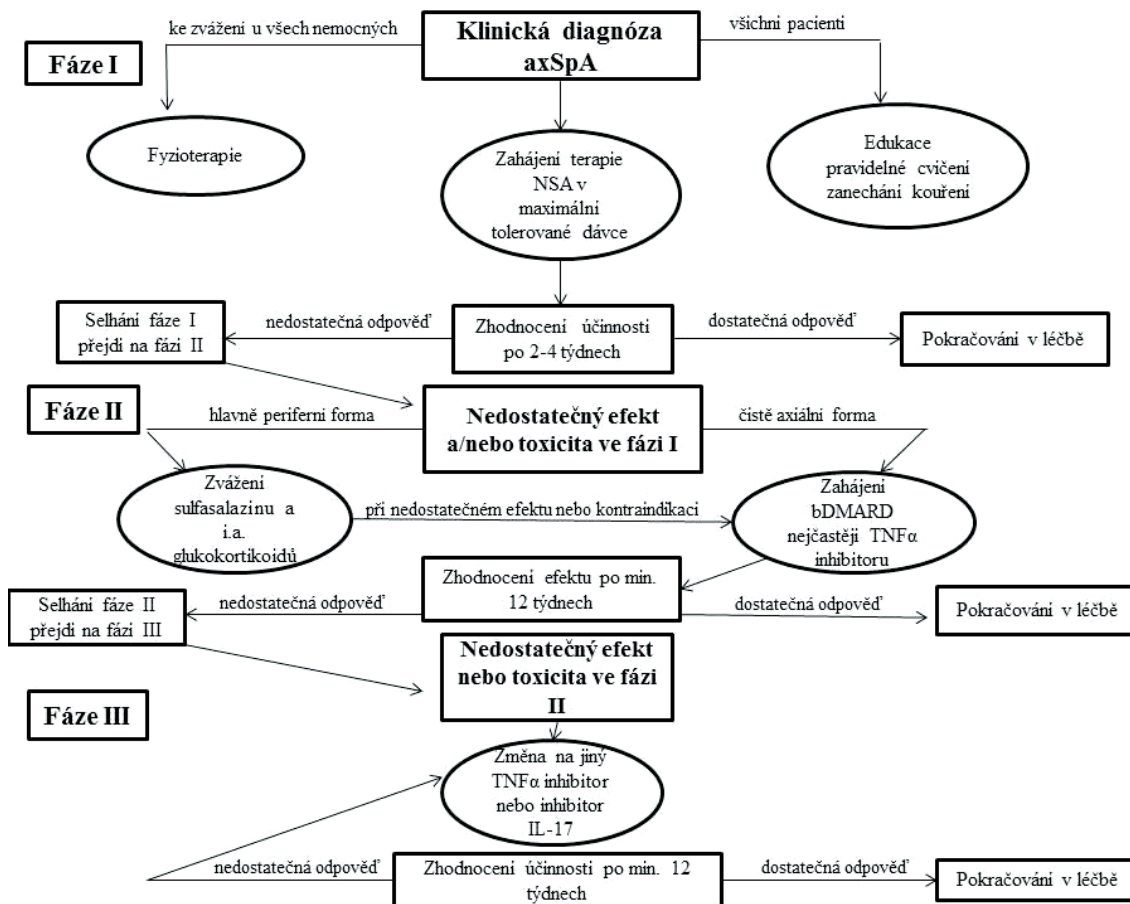 ke zvážení u všech nemocných
Klinická diagnóza
axSpA
všichni pacienti
Fáze I
Fyzioterapie
Zahájení terapie
NSA v
maximální
tolerované dávce
Edukace
pravidelné cvičení
zanechání kouření
Selhání fáze I
přejdi na fázi II
nedostatečná odpověď
Zhodnocení účinnosti
po 2-4 týdnech
dostatečná odpověď
Pokračování v léčbě
Fáze II
hlavně periferni forma
Nedostatečný efekt
a/nebo toxicita ve fázi I
čistě axiální forma
Zvážení
sulfasalazinu a
i.a.
glukokortikoidů
při nedostatečném efektu nebo kontraindikaci
Zahájení
bDMARD
nejčastěji TNFα
inhibitoru
Selhání fáze II
přejdi na fázi III
nedostatečná odpověď
Zhodnocení efektu po min.
12 týdnech
dostatečná odpověď
Pokračování v léčbě
Nedostatečný efekt
nebo toxicita ve fázi
II
Fáze III
Změna na jiný
TNFα inhibitor
nebo inhibitor
IL-17
nedostatečná odpověď
Zhodnocení účinnosti po min. 12
týdnech
dostatečná odpověď
Pokračování v léčbě